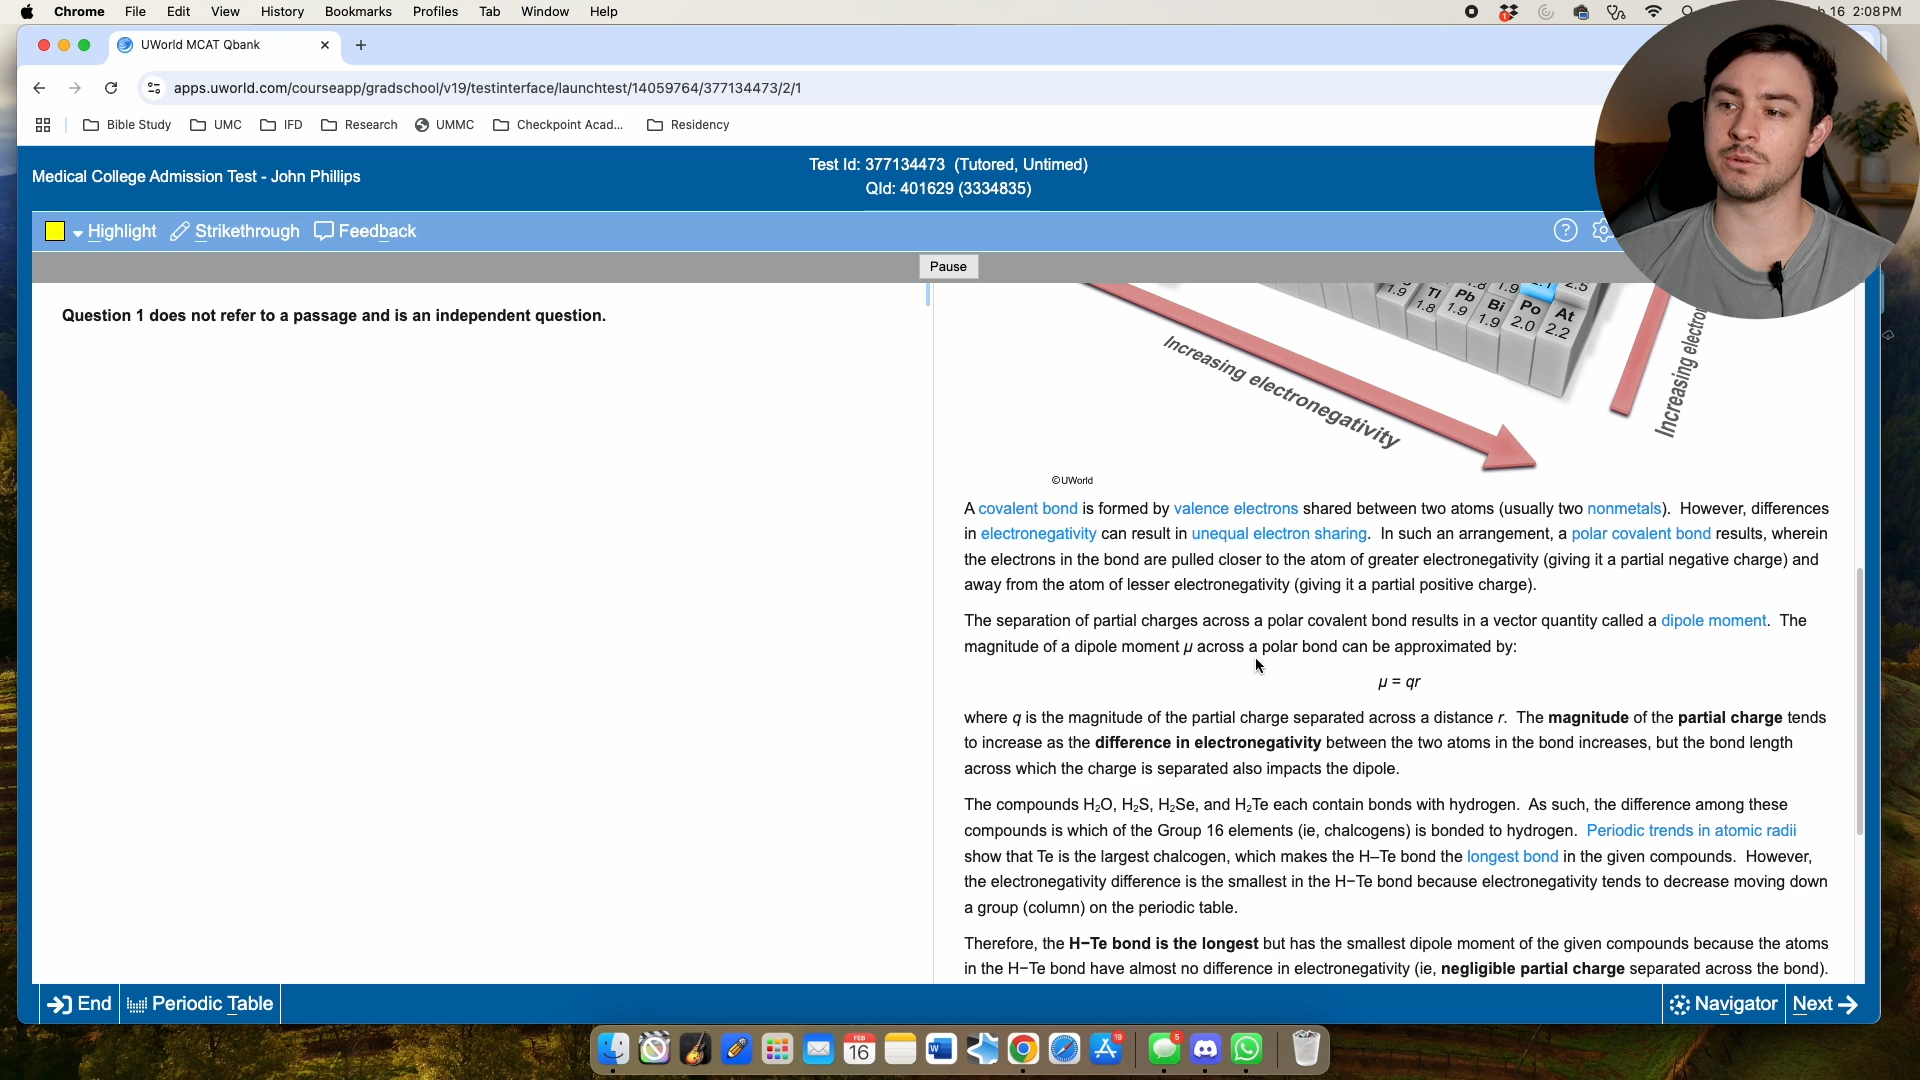 Chrome File Edit View History Bookmarks Profiles Tab Window Help
16 2:08 PM
UWorld MCAT Qbank
apps.uworld.com/courseapp/gradschool/v19/testinterface/launchtest/14059764/377134473/2/1
Bible Study UMC IFD Research UMMC Checkpoint Acad... Residency
Medical College Admission Test - John Phillips
Test Id: 377134473 (Tutored, Untimed)
QId: 401629 (3334835)
Highlight Strikethrough Feedback
Pause
Question 1 does not refer to a passage and is an independent question.
1.9 1.8 1.9 2.1 2.5
Tl Pb Bi Po At
1.8 1.9 1.9 2.0 2.2
Increasing electronegativity
Increasing
©UWorld
A covalent bond is formed by valence electrons shared between two atoms (usually two nonmetals). However, differences
in electronegativity can result in unequal electron sharing. In such an arrangement, a polar covalent bond results, wherein
the electrons in the bond are pulled closer to the atom of greater electronegativity (giving it a partial negative charge) and
away from the atom of lesser electronegativity (giving it a partial positive charge).
The separation of partial charges across a polar covalent bond results in a vector quantity called a dipole moment. The
magnitude of a dipole moment μ across a polar bond can be approximated by:
μ = qr
where q is the magnitude of the partial charge separated across a distance r. The magnitude of the partial charge tends
to increase as the difference in electronegativity between the two atoms in the bond increases, but the bond length
across which the charge is separated also impacts the dipole.
The compounds H₂O, H₂S, H₂Se, and H₂Te each contain bonds with hydrogen. As such, the difference among these
compounds is which of the Group 16 elements (ie, chalcogens) is bonded to hydrogen. Periodic trends in atomic radii
show that Te is the largest chalcogen, which makes the H–Te bond the longest bond in the given compounds. However,
the electronegativity difference is the smallest in the H−Te bond because electronegativity tends to decrease moving down
a group (column) on the periodic table.
Therefore, the H−Te bond is the longest but has the smallest dipole moment of the given compounds because the atoms
in the H−Te bond have almost no difference in electronegativity (ie, negligible partial charge separated across the bond).
End Periodic Table Navigator Next
FEB
16
19
5